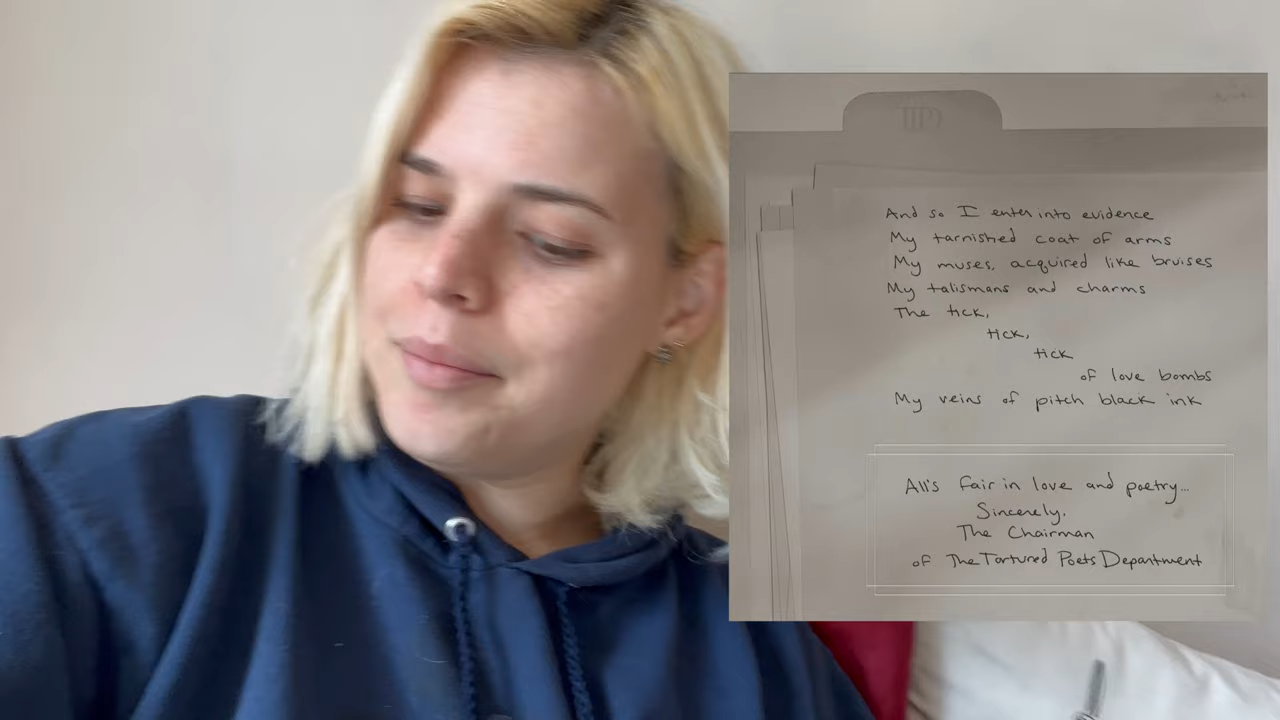 And so I enter into evidence
My tarnished coat of arms
My muses, acquired like bruises
My talismans and charms
The tick,
tick,
tick
of love bombs
My veins of pitch black ink
All's fair in love and poetry...
Sincerely,
The Chairman
of The Tortured Poets Department